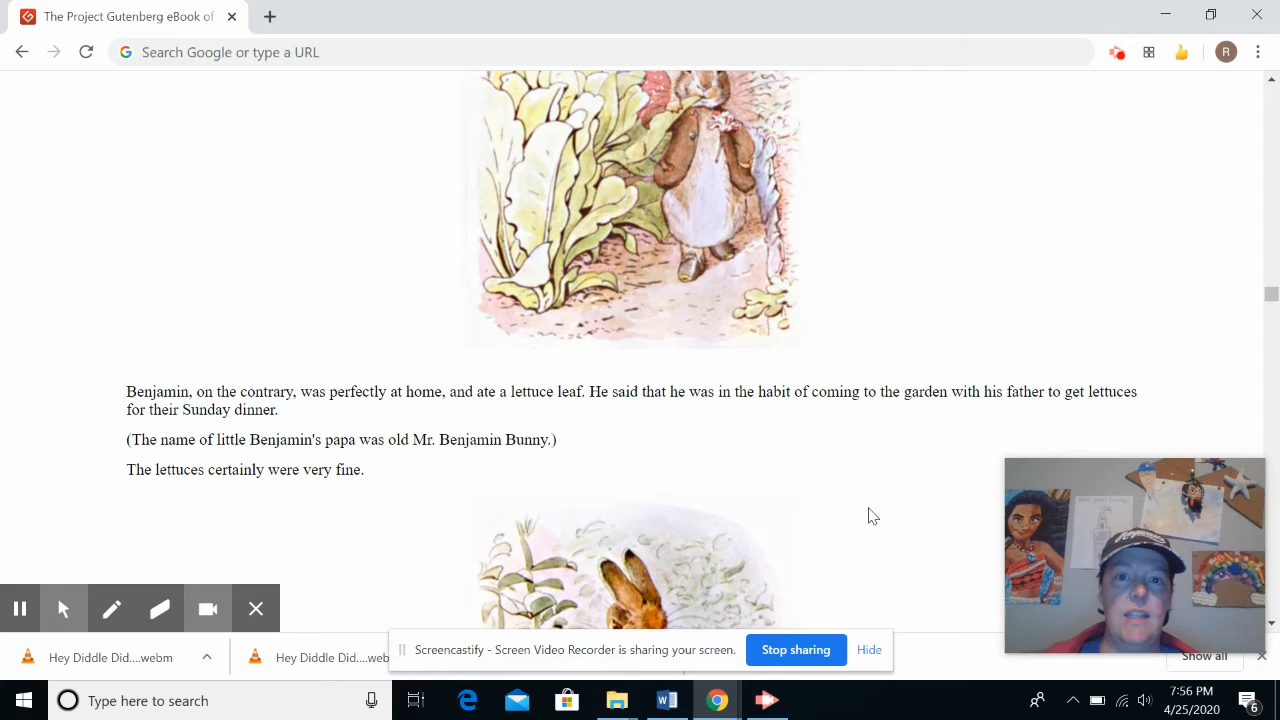 The Project Gutenberg eBook of
Search Google or type a URL
R
Benjamin, on the contrary, was perfectly at home, and ate a lettuce leaf. He said that he was in the habit of coming to the garden with his father to get lettuces
for their Sunday dinner.
(The name of little Benjamin's papa was old Mr. Benjamin Bunny.)
The lettuces certainly were very fine.
Hey Diddle Did....webm
Hey Diddle Did....web
Screencastify - Screen Video Recorder is sharing your screen.
Stop sharing
Hide
Show all
Type here to search
7:56 PM
4/25/2020
6